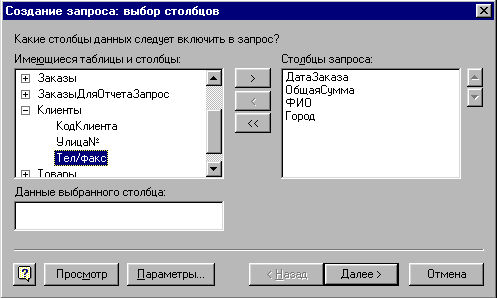 Создание запроса: выбор столбцов
Какие столбцы данных следует включить в запрос?
Имеющиеся таблицы и столбцы:
Столбцы запроса:
Заказы
ЗаказыДляОтчетаЗапрос
Клиенты
КодКлиента
Улица№
Тел/Факс
Товары
>
<
<<
ДатаЗаказа
ОбщаяСумма
ФИО
Город
Данные выбранного столбца:
Просмотр
Параметры...
< Назад
Далее >
Отмена